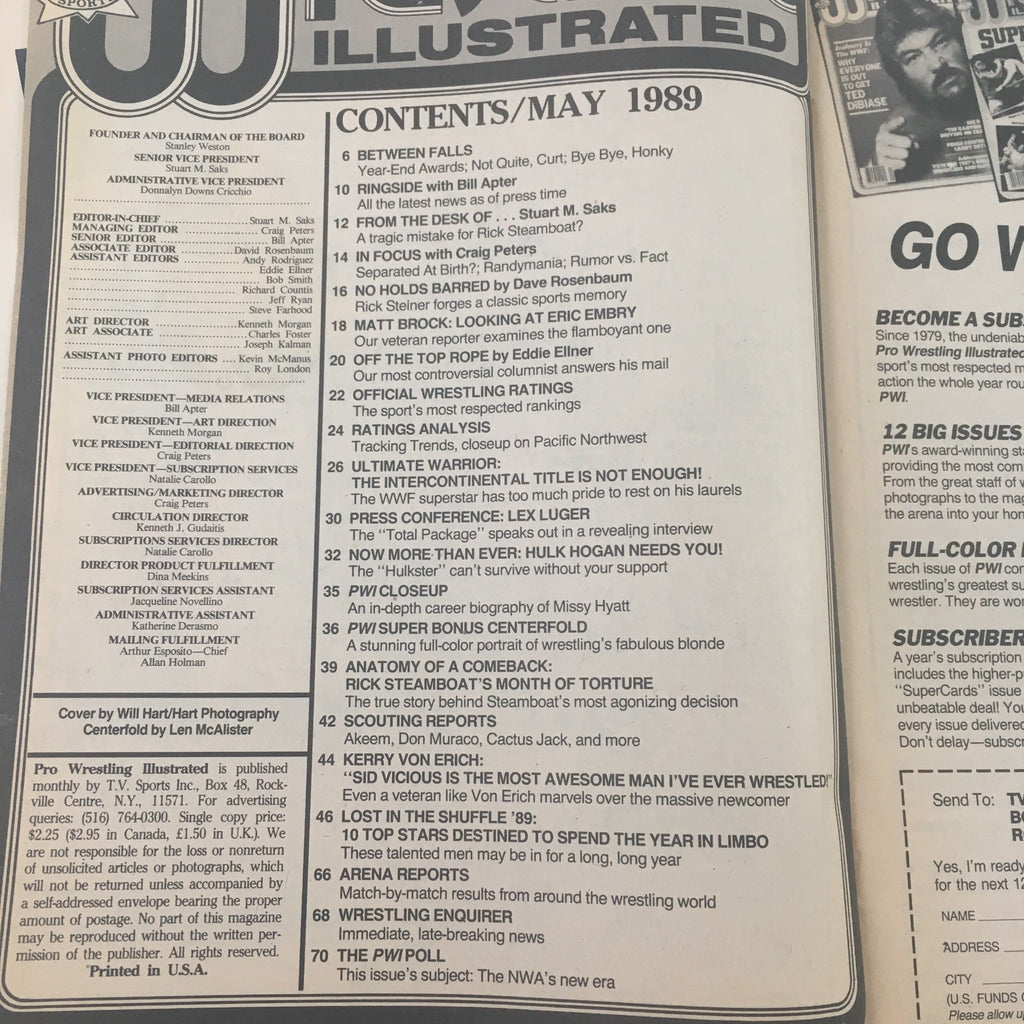 SPORTS
ILLUSTRATED
FOUNDER AND CHAIRMAN OF THE BOARD
Stanley Weston
SENIOR VICE PRESIDENT
Stuart M. Saks
ADMINISTRATIVE VICE PRESIDENT
Donnalyn Downs Cricchio
EDITOR-IN-CHIEF .......... Stuart M. Saks
MANAGING EDITOR .......... Craig Peters
SENIOR EDITOR .......... Bill Apter
ASSOCIATE EDITOR .......... David Rosenbaum
ASSISTANT EDITORS .......... Andy Rodriguez
Eddie Ellner
Bob Smith
Richard Countis
Jeff Ryan
Steve Farhood
ART DIRECTOR .......... Kenneth Morgan
ART ASSOCIATE .......... Charles Foster
Joseph Kalman
ASSISTANT PHOTO EDITORS .... Kevin McManus
Roy London
VICE PRESIDENT—MEDIA RELATIONS
Bill Apter
VICE PRESIDENT—ART DIRECTION
Kenneth Morgan
VICE PRESIDENT—EDITORIAL DIRECTION
Craig Peters
VICE PRESIDENT—SUBSCRIPTION SERVICES
Natalie Carollo
ADVERTISING/MARKETING DIRECTOR
Craig Peters
CIRCULATION DIRECTOR
Kenneth J. Gudaitis
SUBSCRIPTIONS SERVICES DIRECTOR
Natalie Carollo
DIRECTOR PRODUCT FULFILLMENT
Dina Meekins
SUBSCRIPTION SERVICES ASSISTANT
Jacqueline Novellino
ADMINISTRATIVE ASSISTANT
Katherine Derasmo
MAILING FULFILLMENT
Arthur Esposito—Chief
Allan Holman
Cover by Will Hart/Hart Photography
Centerfold by Len McAlister
Pro Wrestling Illustrated is published
monthly by T.V. Sports Inc., Box 48, Rock-
ville Centre, N.Y., 11571. For advertising
queries: (516) 764-0300. Single copy price:
$2.25 ($2.95 in Canada, £1.50 in U.K.). We
are not responsible for the loss or nonreturn
of unsolicited articles or photographs, which
will not be returned unless accompanied by
a self-addressed envelope bearing the proper
amount of postage. No part of this magazine
may be reproduced without the written per-
mission of the publisher. All rights reserved.
Printed in U.S.A.
CONTENTS/MAY 1989
6 BETWEEN FALLS
Year-End Awards; Not Quite, Curt; Bye Bye, Honky
10 RINGSIDE with Bill Apter
All the latest news as of press time
12 FROM THE DESK OF . . . Stuart M. Saks
A tragic mistake for Rick Steamboat?
14 IN FOCUS with Craig Peters
Separated At Birth?; Randymania; Rumor vs. Fact
16 NO HOLDS BARRED by Dave Rosenbaum
Rick Steiner forges a classic sports memory
18 MATT BROCK: LOOKING AT ERIC EMBRY
Our veteran reporter examines the flamboyant one
20 OFF THE TOP ROPE by Eddie Ellner
Our most controversial columnist answers his mail
22 OFFICIAL WRESTLING RATINGS
The sport's most respected rankings
24 RATINGS ANALYSIS
Tracking Trends, closeup on Pacific Northwest
26 ULTIMATE WARRIOR:
THE INTERCONTINENTAL TITLE IS NOT ENOUGH!
The WWF superstar has too much pride to rest on his laurels
30 PRESS CONFERENCE: LEX LUGER
The "Total Package" speaks out in a revealing interview
32 NOW MORE THAN EVER: HULK HOGAN NEEDS YOU!
The "Hulkster" can't survive without your support
35 PWI CLOSEUP
An in-depth career biography of Missy Hyatt
36 PWI SUPER BONUS CENTERFOLD
A stunning full-color portrait of wrestling's fabulous blonde
39 ANATOMY OF A COMEBACK:
RICK STEAMBOAT'S MONTH OF TORTURE
The true story behind Steamboat's most agonizing decision
42 SCOUTING REPORTS
Akeem, Don Muraco, Cactus Jack, and more
44 KERRY VON ERICH:
"SID VICIOUS IS THE MOST AWESOME MAN I'VE EVER WRESTLED!"
Even a veteran like Von Erich marvels over the massive newcomer
46 LOST IN THE SHUFFLE '89:
10 TOP STARS DESTINED TO SPEND THE YEAR IN LIMBO
These talented men may be in for a long, long year
66 ARENA REPORTS
Match-by-match results from around the wrestling world
68 WRESTLING ENQUIRER
Immediate, late-breaking news
70 THE PWI POLL
This issue's subject: The NWA's new era
Jealousy In
The WWF:
WHY
EVERYONE
IS OUT
TO GET
TED
DiBIASE
SUP
GO
BECOME A SUB
Since 1979, the undeniab
Pro Wrestling Illustrated
sport's most respected m
action the whole year rou
PWI.
12 BIG ISSUES
PWI's award-winning sta
providing the most com
From the great staff of w
photographs to the mag
the arena into your hom
FULL-COLOR
Each issue of PWI con
wrestling's greatest su
wrestler. They are wor
SUBSCRIBER
A year's subscription
includes the higher-p
"SuperCards" issue
unbeatable deal! You
every issue delivered
Don't delay—subsc
Send To: TV
BO
R
Yes, I'm ready
for the next 12
NAME
ADDRESS
CITY
(U.S. FUNDS
Please allow u